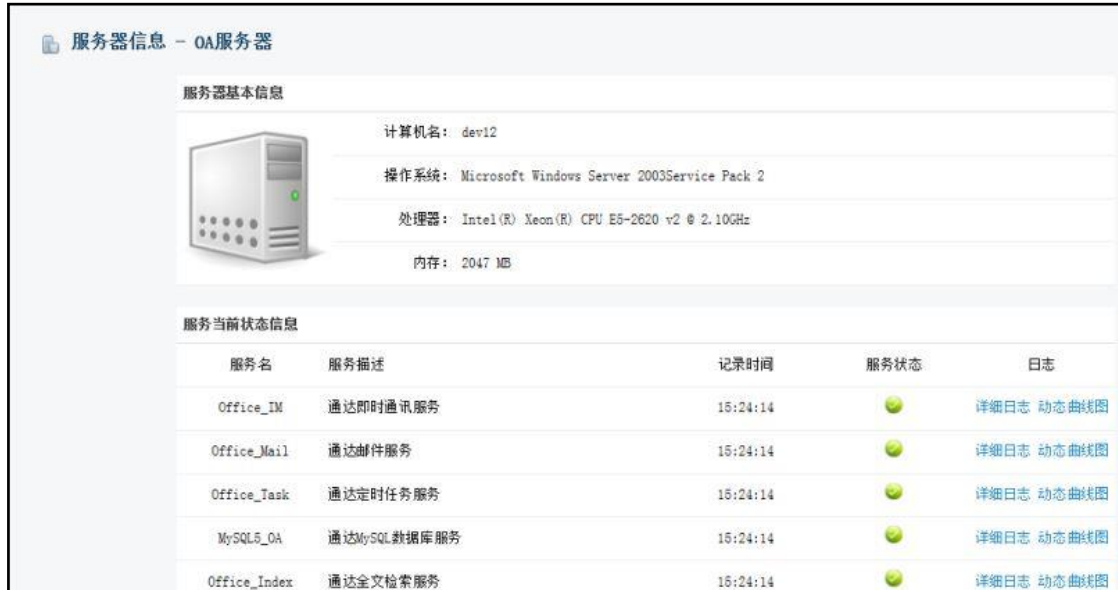 服务器信息 - OA服务器
服务器基本信息
计算机名： dev12
操作系统： Microsoft Windows Server 2003Service Pack 2
处理器： Intel(R) Xeon(R) CPU E5-2620 v2 @ 2.10GHz
内存： 2047 MB
服务当前状态信息
服务名 服务描述 记录时间 服务状态 日志
Office_IM 通达即时通讯服务 15:24:14 详细日志 动态曲线图
Office_Mail 通达邮件服务 15:24:14 详细日志 动态曲线图
Office_Task 通达定时任务服务 15:24:14 详细日志 动态曲线图
MySQL5_OA 通达MySQL数据库服务 15:24:14 详细日志 动态曲线图
Office_Index 通达全文检索服务 15:24:14 详细日志 动态曲线图